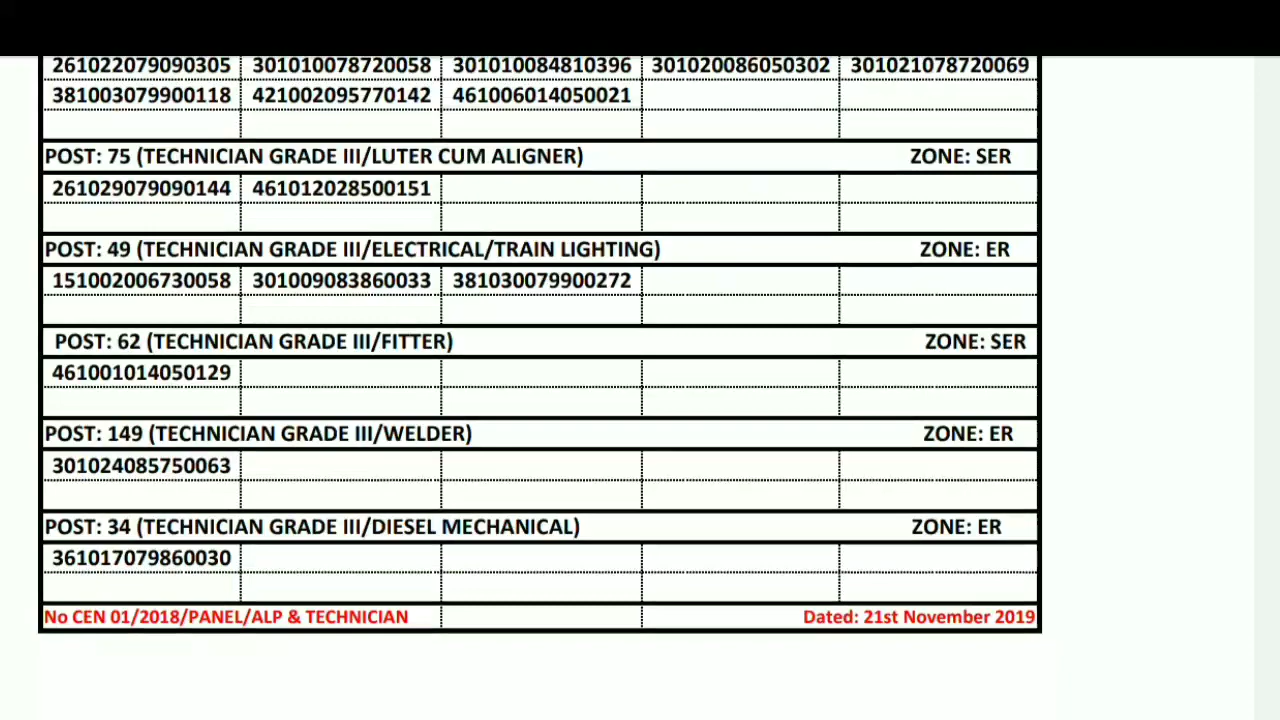 261022079090305 301010078720058 301010084810396 301020086050302 301021078720069
381003079900118 421002095770142 461006014050021
POST: 75 (TECHNICIAN GRADE III/LUTER CUM ALIGNER) ZONE: SER
261029079090144 461012028500151
POST: 49 (TECHNICIAN GRADE III/ELECTRICAL/TRAIN LIGHTING) ZONE: ER
151002006730058 301009083860033 381030079900272
POST: 62 (TECHNICIAN GRADE III/FITTER) ZONE: SER
461001014050129
POST: 149 (TECHNICIAN GRADE III/WELDER) ZONE: ER
301024085750063
POST: 34 (TECHNICIAN GRADE III/DIESEL MECHANICAL) ZONE: ER
361017079860030
No CEN 01/2018/PANEL/ALP & TECHNICIAN Dated: 21st November 2019